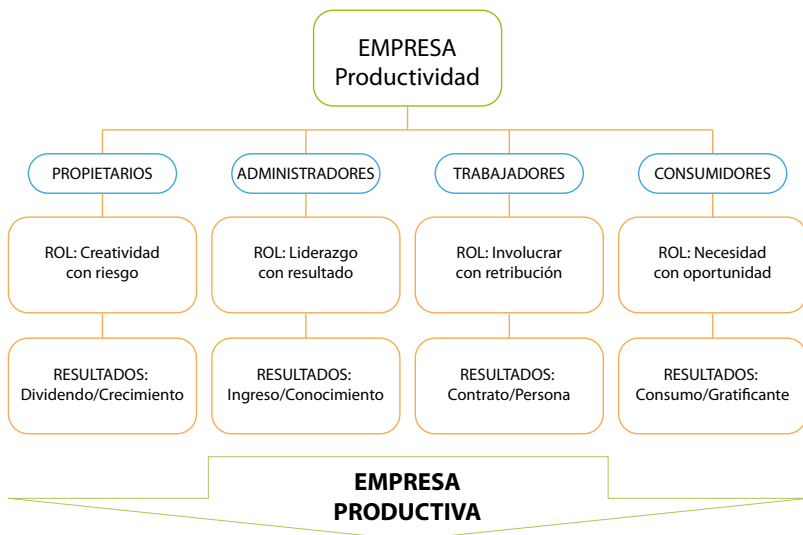 EMPRESA
Productividad
PROPIETARIOS
ADMINISTRADORES
TRABAJADORES
CONSUMIDORES
ROL: Creatividad
con riesgo
ROL: Liderazgo
con resultado
ROL: Involucrar
con retribución
ROL: Necesidad
con oportunidad
RESULTADOS:
Dividendo/Crecimiento
RESULTADOS:
Ingreso/Conocimiento
RESULTADOS:
Contrato/Persona
RESULTADOS:
Consumo/Gratificante
EMPRESA
PRODUCTIVA